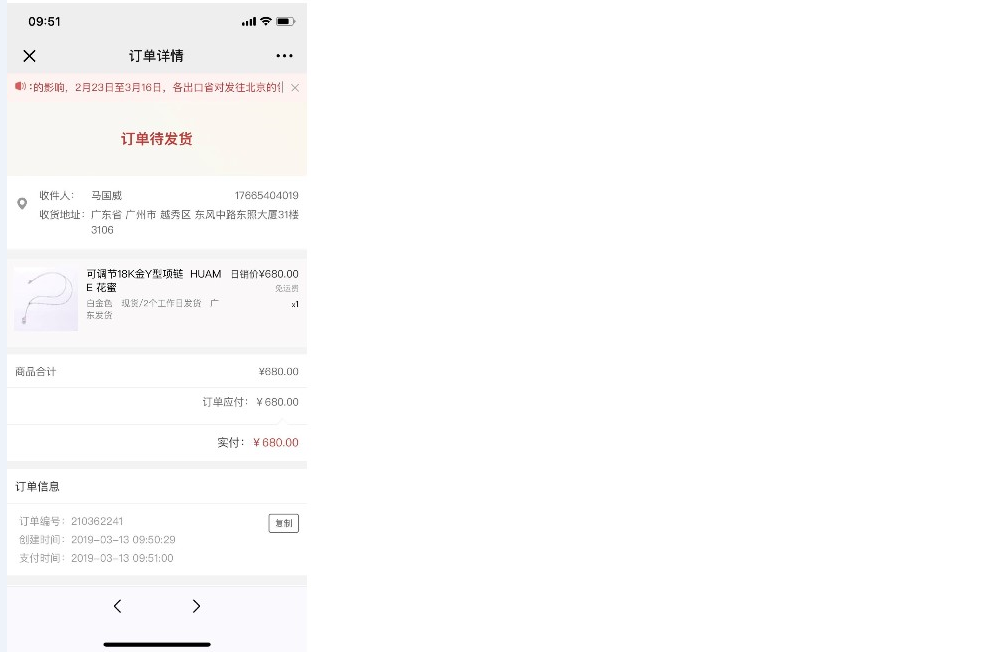 09:51
订单详情
:的影响，2月23日至3月16日，各出口省对发往北京的
订单待发货
收件人： 马国威 17665404019
收货地址：广东省 广州市 越秀区 东风中路东照大厦31楼
3106
可调节18K金Y型项链 HUAM 日销价¥680.00
E 花蜜 免运费
白金色 现货/2个工作日发货 广 x1
东发货
商品合计 ¥680.00
订单应付：¥680.00
实付：¥680.00
订单信息
订单编号：210362241 复制
创建时间：2019-03-13 09:50:29
支付时间：2019-03-13 09:51:00